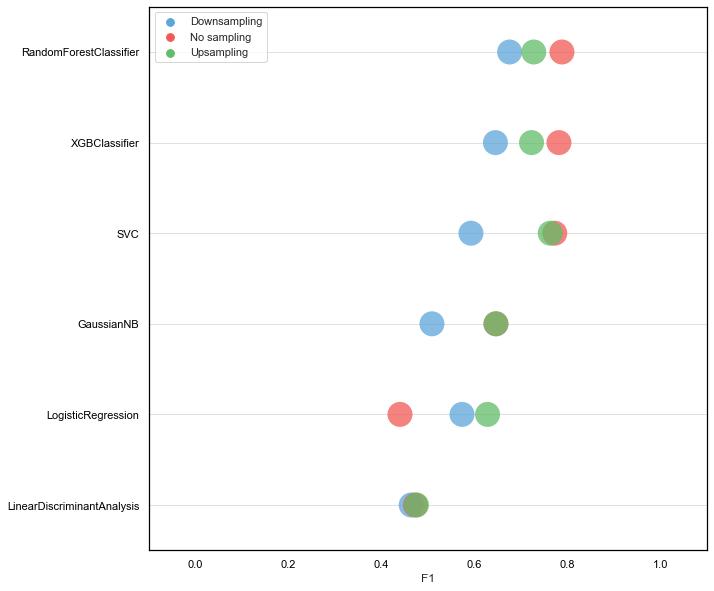 Downsampling
No sampling
Upsampling
RandomForestClassifier
XGBClassifier
SVC
GaussianNB
LogisticRegression
LinearDiscriminantAnalysis
0.0 0.2 0.4 0.6 0.8 1.0
F1